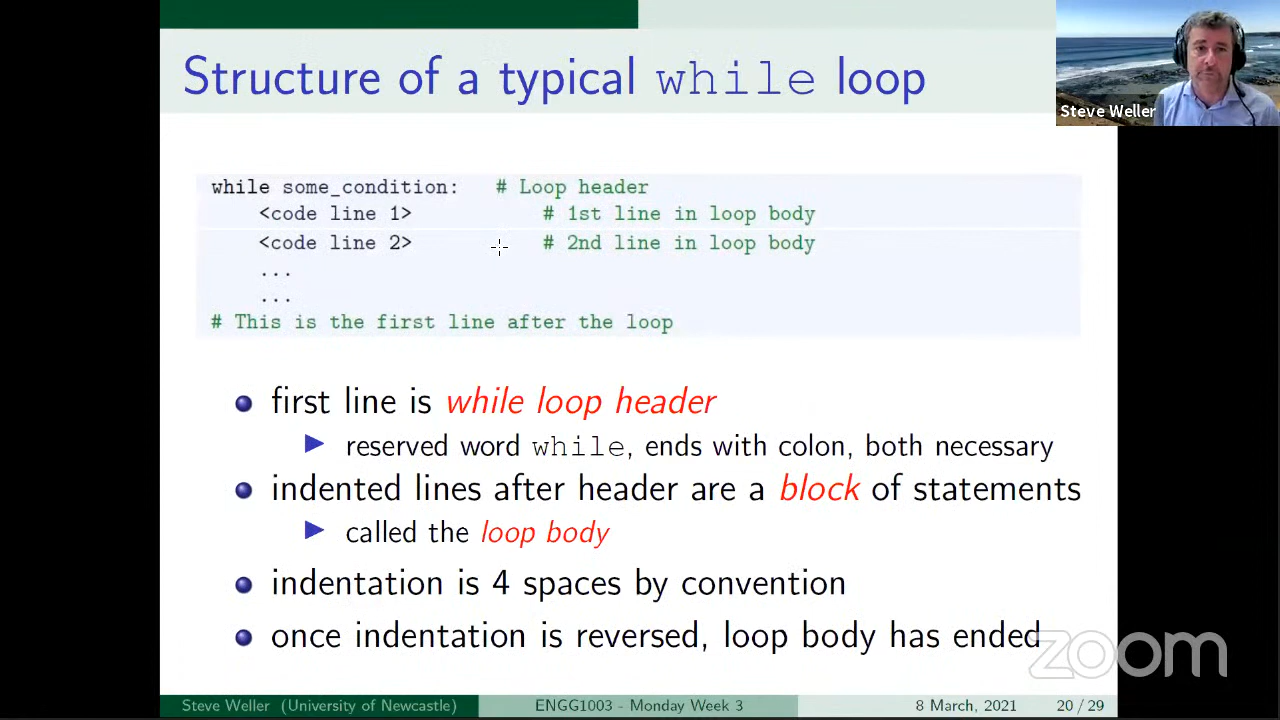 Structure of a typical while loop
Steve Weller
while some_condition:   # Loop header
    <code line 1>           # 1st line in loop body
    <code line 2>           # 2nd line in loop body
    ...
    ...
# This is the first line after the loop
first line is while loop header
reserved word while, ends with colon, both necessary
indented lines after header are a block of statements
called the loop body
indentation is 4 spaces by convention
once indentation is reversed, loop body has ended
zoom
Steve Weller (University of Newcastle) ENGG1003 - Monday Week 3 8 March, 2021 20 / 29